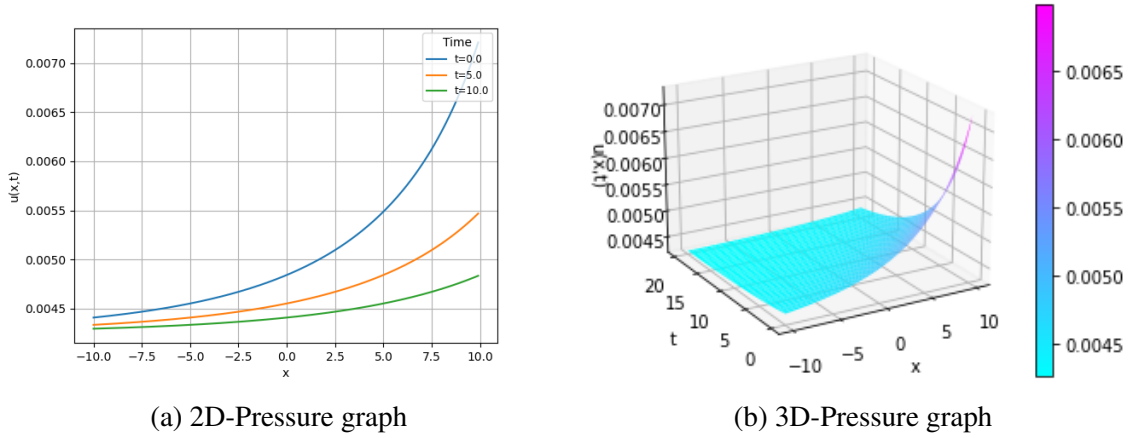 Time
t=0.0
t=5.0
t=10.0
0.0070
0.0065
0.0060
0.0055
0.0050
0.0045
u(x,t)
−10.0 −7.5 −5.0 −2.5 0.0 2.5 5.0 7.5 10.0
x
(a) 2D-Pressure graph
0.0070
0.0065
0.0060
0.0055
0.0050
0.0045
u(x,t)
20
15
10
5
0
t
−10 −5 0 5 10
x
0.0065
0.0060
0.0055
0.0050
0.0045
(b) 3D-Pressure graph